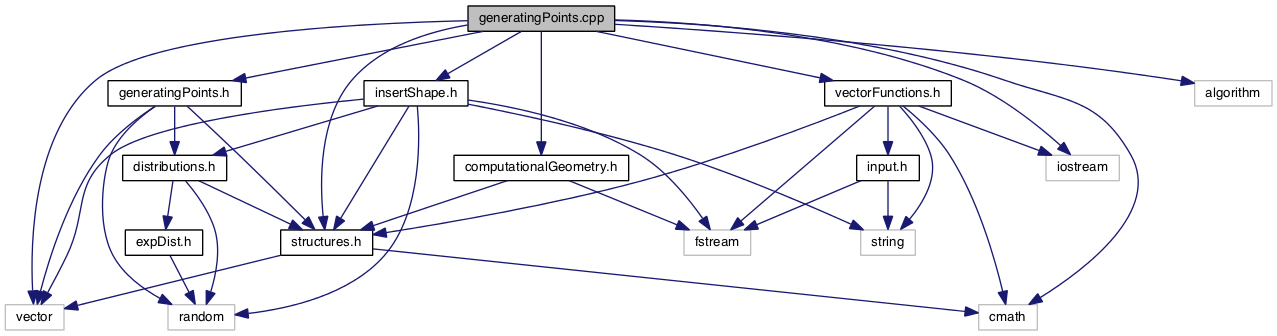 generatingPoints.cpp
generatingPoints.h
insertShape.h
vectorFunctions.h
algorithm
distributions.h
computationalGeometry.h
input.h
iostream
expDist.h
structures.h
fstream
string
vector
random
cmath